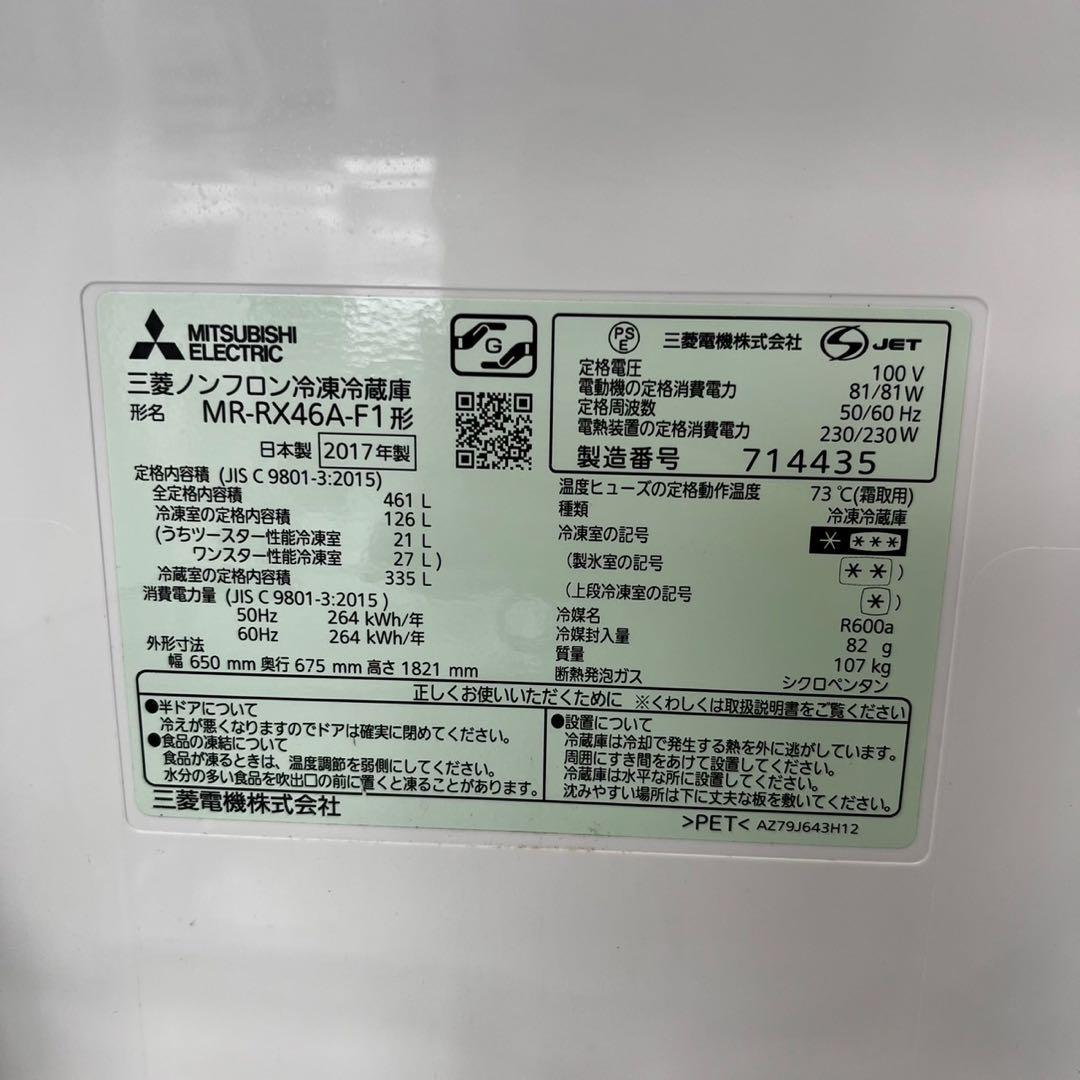 MITSUBISHI
ELECTRIC
G
三菱ノンフロン冷凍冷蔵庫
形名 MR-RX46A-F1形
日本製 2017年製
定格内容積 (JIS C 9801-3:2015)
全定格内容積 461 L
冷凍室の定格内容積 126 L
(うちツースター性能冷凍室 21 L
ワンスター性能冷凍室 27 L)
冷蔵室の定格内容積 335 L
消費電力量 (JIS C 9801-3:2015)
50Hz 264 kWh/年
60Hz 264 kWh/年
外形寸法
幅 650 mm 奥行 675 mm 高さ 1821 mm
PSE 三菱電機株式会社 S JET
定格電圧 100 V
電動機の定格消費電力 81/81W
定格周波数 50/60 Hz
電熱装置の定格消費電力 230/230W
製造番号 714435
温度ヒューズの定格動作温度 73℃(霜取用)
種類 冷凍冷蔵庫
冷凍室の記号 * ***
(製氷室の記号 **)
(上段冷凍室の記号 *)
冷媒名 R600a
冷媒封入量 82 g
質量 107 kg
断熱発泡ガス シクロペンタン
正しくお使いいただくために ※くわしくは取扱説明書をご覧ください
●半ドアについて
冷えが悪くなりますのでドアは確実に閉めてください。
●食品の凍結について
食品が凍るときは、温度調節を弱側にしてください。
水分の多い食品を吹出口の前に置くと凍ることがあります。
●設置について
冷蔵庫は冷却で発生する熱を外に逃がしています。
周囲にすき間をあけて設置してください。
冷蔵庫は水平な所に設置してください。
沈みやすい場所は下に丈夫な板を敷いてください。
三菱電機株式会社
>PET< AZ79J643H12